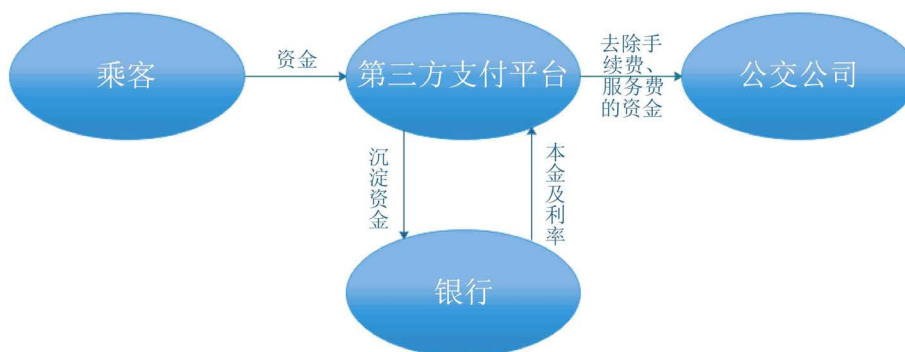 乘客
资金
第三方支付平台
去除手
续费、
服务费
的资金
公交公司
沉淀资金
本金及利率
银行